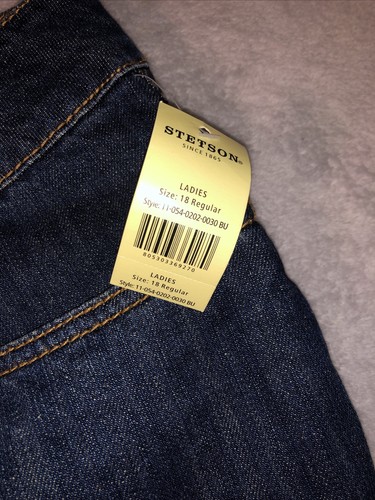 STETSON®
SINCE 1865
LADIES
Size: 18 Regular
Style: 11-054-0202-0030 BU
805303369270
LADIES
Size: 18 Regular
Style: 11-054-0202-0030 BU